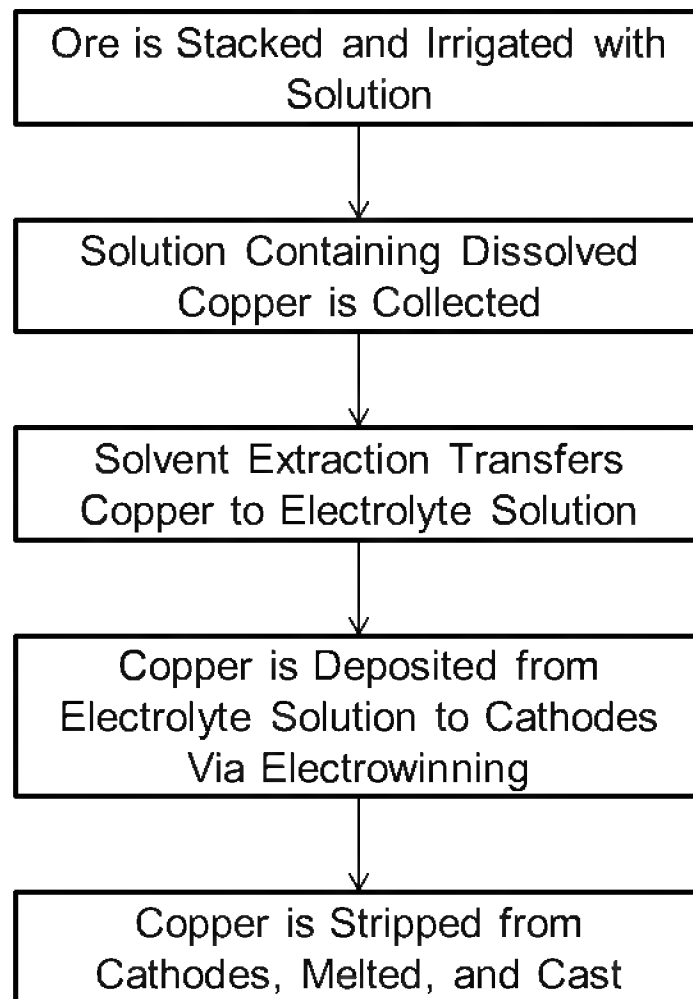 Ore is Stacked and Irrigated with
Solution
Solution Containing Dissolved
Copper is Collected
Solvent Extraction Transfers
Copper to Electrolyte Solution
Copper is Deposited from
Electrolyte Solution to Cathodes
Via Electrowinning
Copper is Stripped from
Cathodes, Melted, and Cast